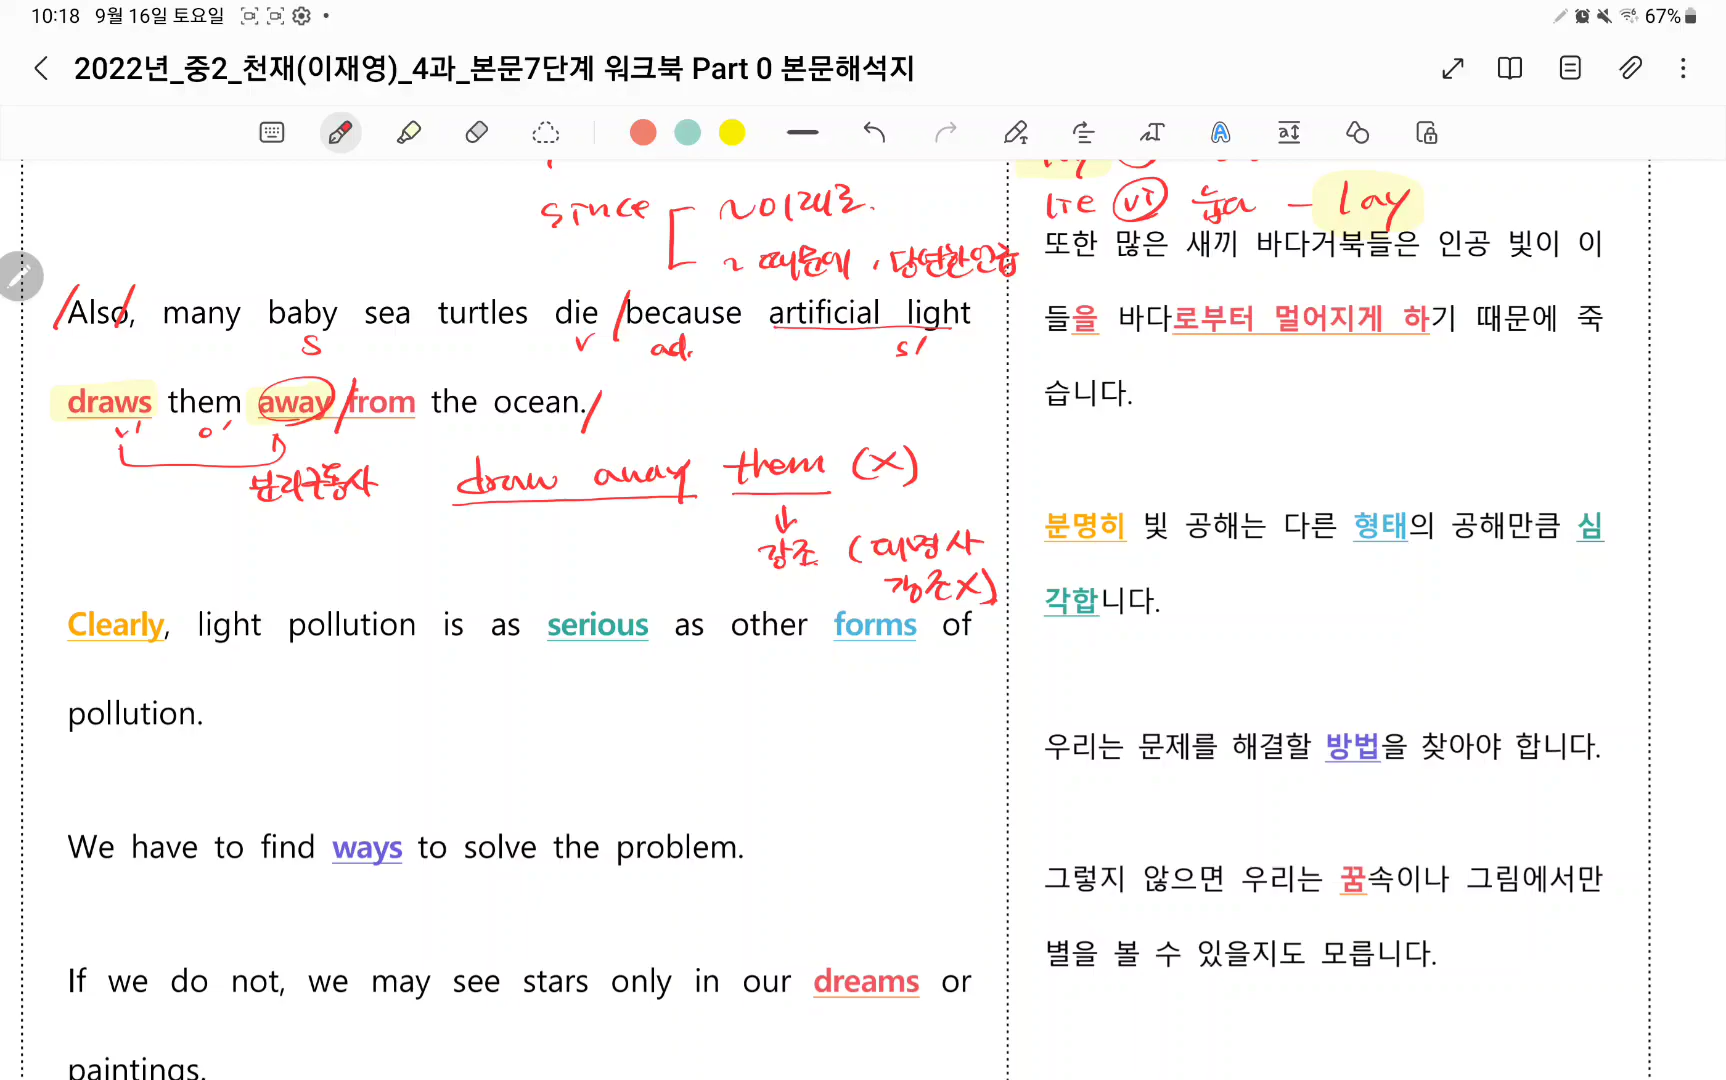 10:18 9월 16일 토요일
67%
2022년_중2_천재(이재영)_4과_본문7단계 워크북 Part 0 본문해석지
since ~이래로.
~ 때문에, 당연한
lie vi 눕다 - lay
Also, many baby sea turtles die / because artificial light
S v ad. s'
draws them away / from the ocean. /
v' o'
분리구동사
draw away them (X)
강조 (대명사
강조X)
Clearly, light pollution is as serious as other forms of
pollution.
We have to find ways to solve the problem.
If we do not, we may see stars only in our dreams or
paintings.
또한 많은 새끼 바다거북들은 인공 빛이 이
들을 바다로부터 멀어지게 하기 때문에 죽
습니다.
분명히 빛 공해는 다른 형태의 공해만큼 심
각합니다.
우리는 문제를 해결할 방법을 찾아야 합니다.
그렇지 않으면 우리는 꿈속이나 그림에서만
별을 볼 수 있을지도 모릅니다.